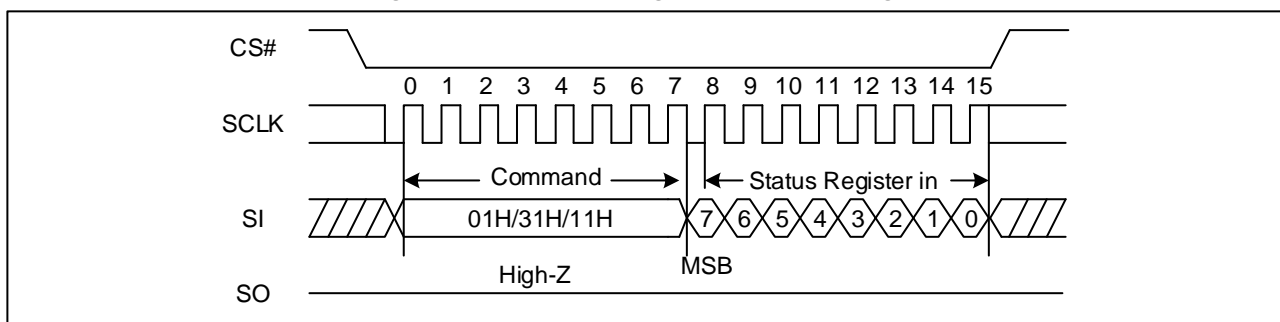 CS#
0 1 2 3 4 5 6 7 8 9 10 11 12 13 14 15
SCLK
Command Status Register in
SI 01H/31H/11H 7 6 5 4 3 2 1 0
MSB
High-Z
SO